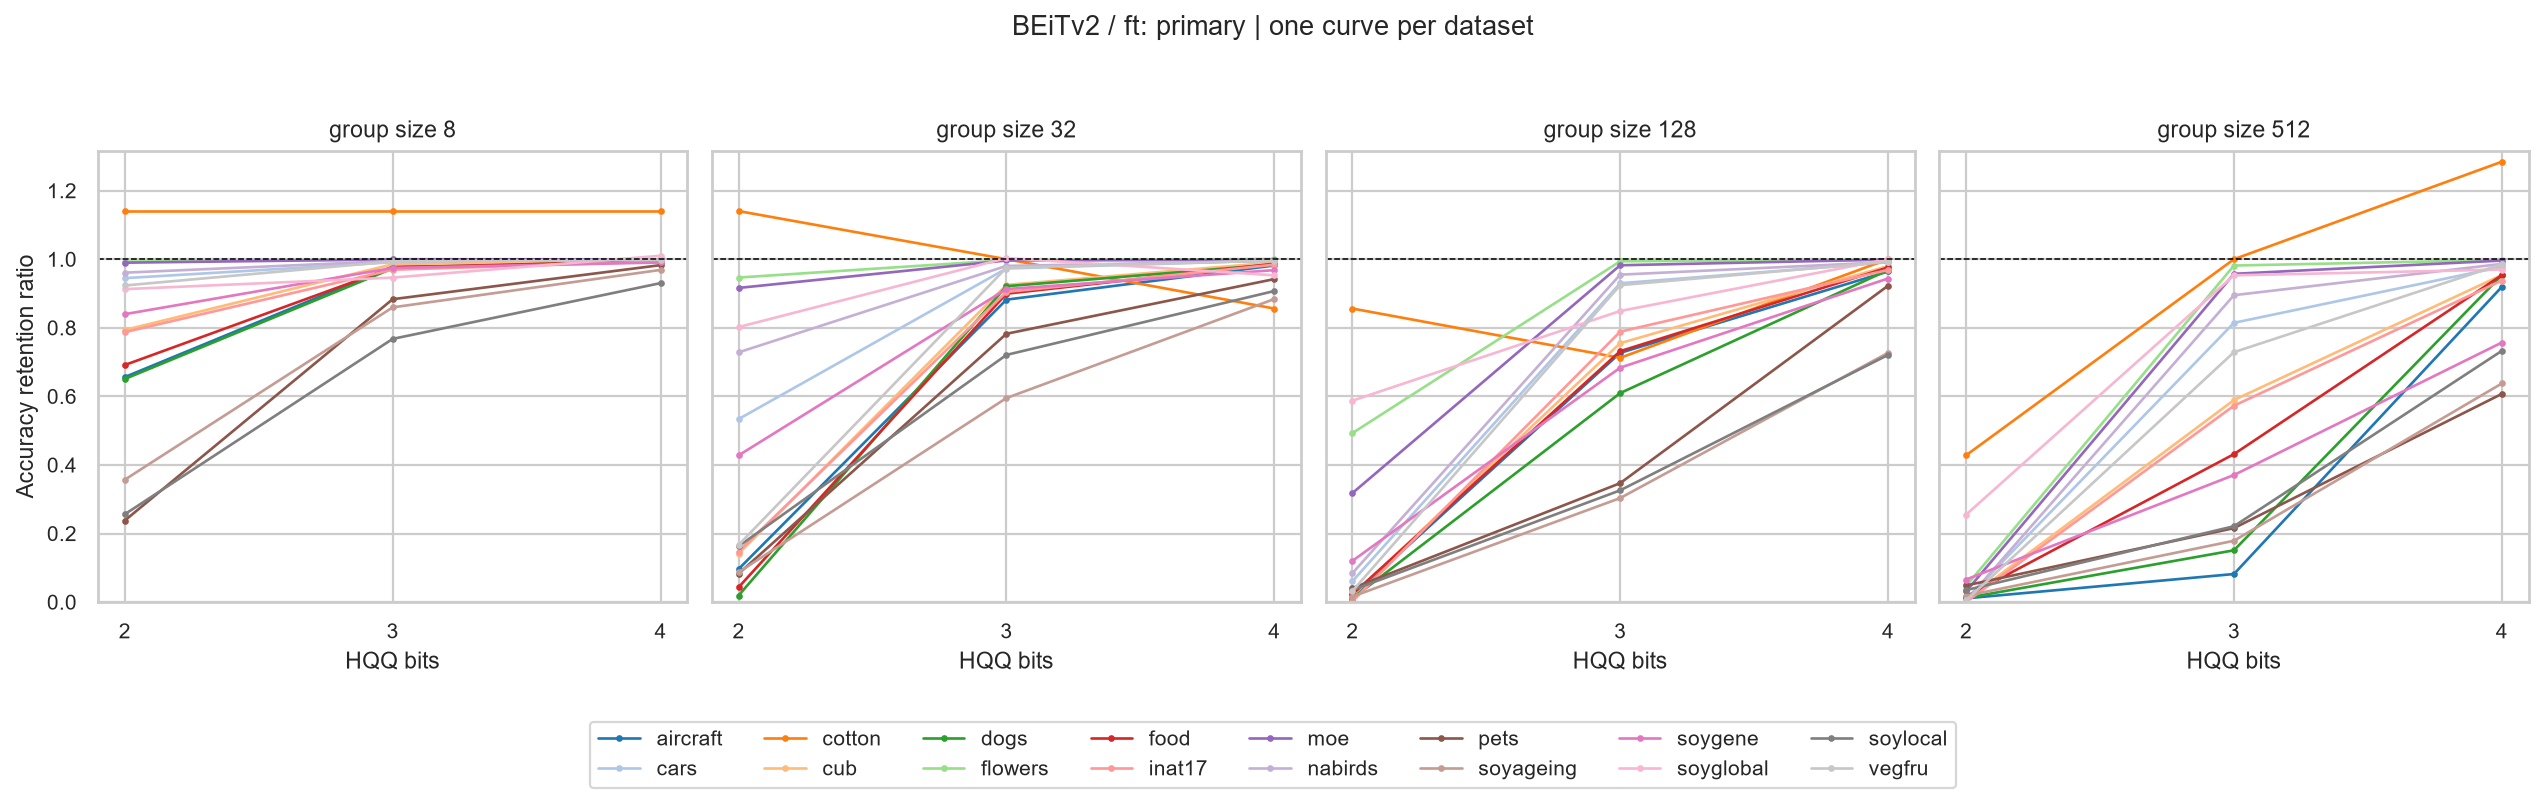 BEiTv2 / ft: primary | one curve per dataset
group size 8
group size 32
group size 128
group size 512
Accuracy retention ratio
1.2
1.0
0.8
0.6
0.4
0.2
0.0
2 3 4
2 3 4
2 3 4
2 3 4
HQQ bits
HQQ bits
HQQ bits
HQQ bits
aircraft cotton dogs food moe pets soygene soylocal
cars cub flowers inat17 nabirds soyageing soyglobal vegfru